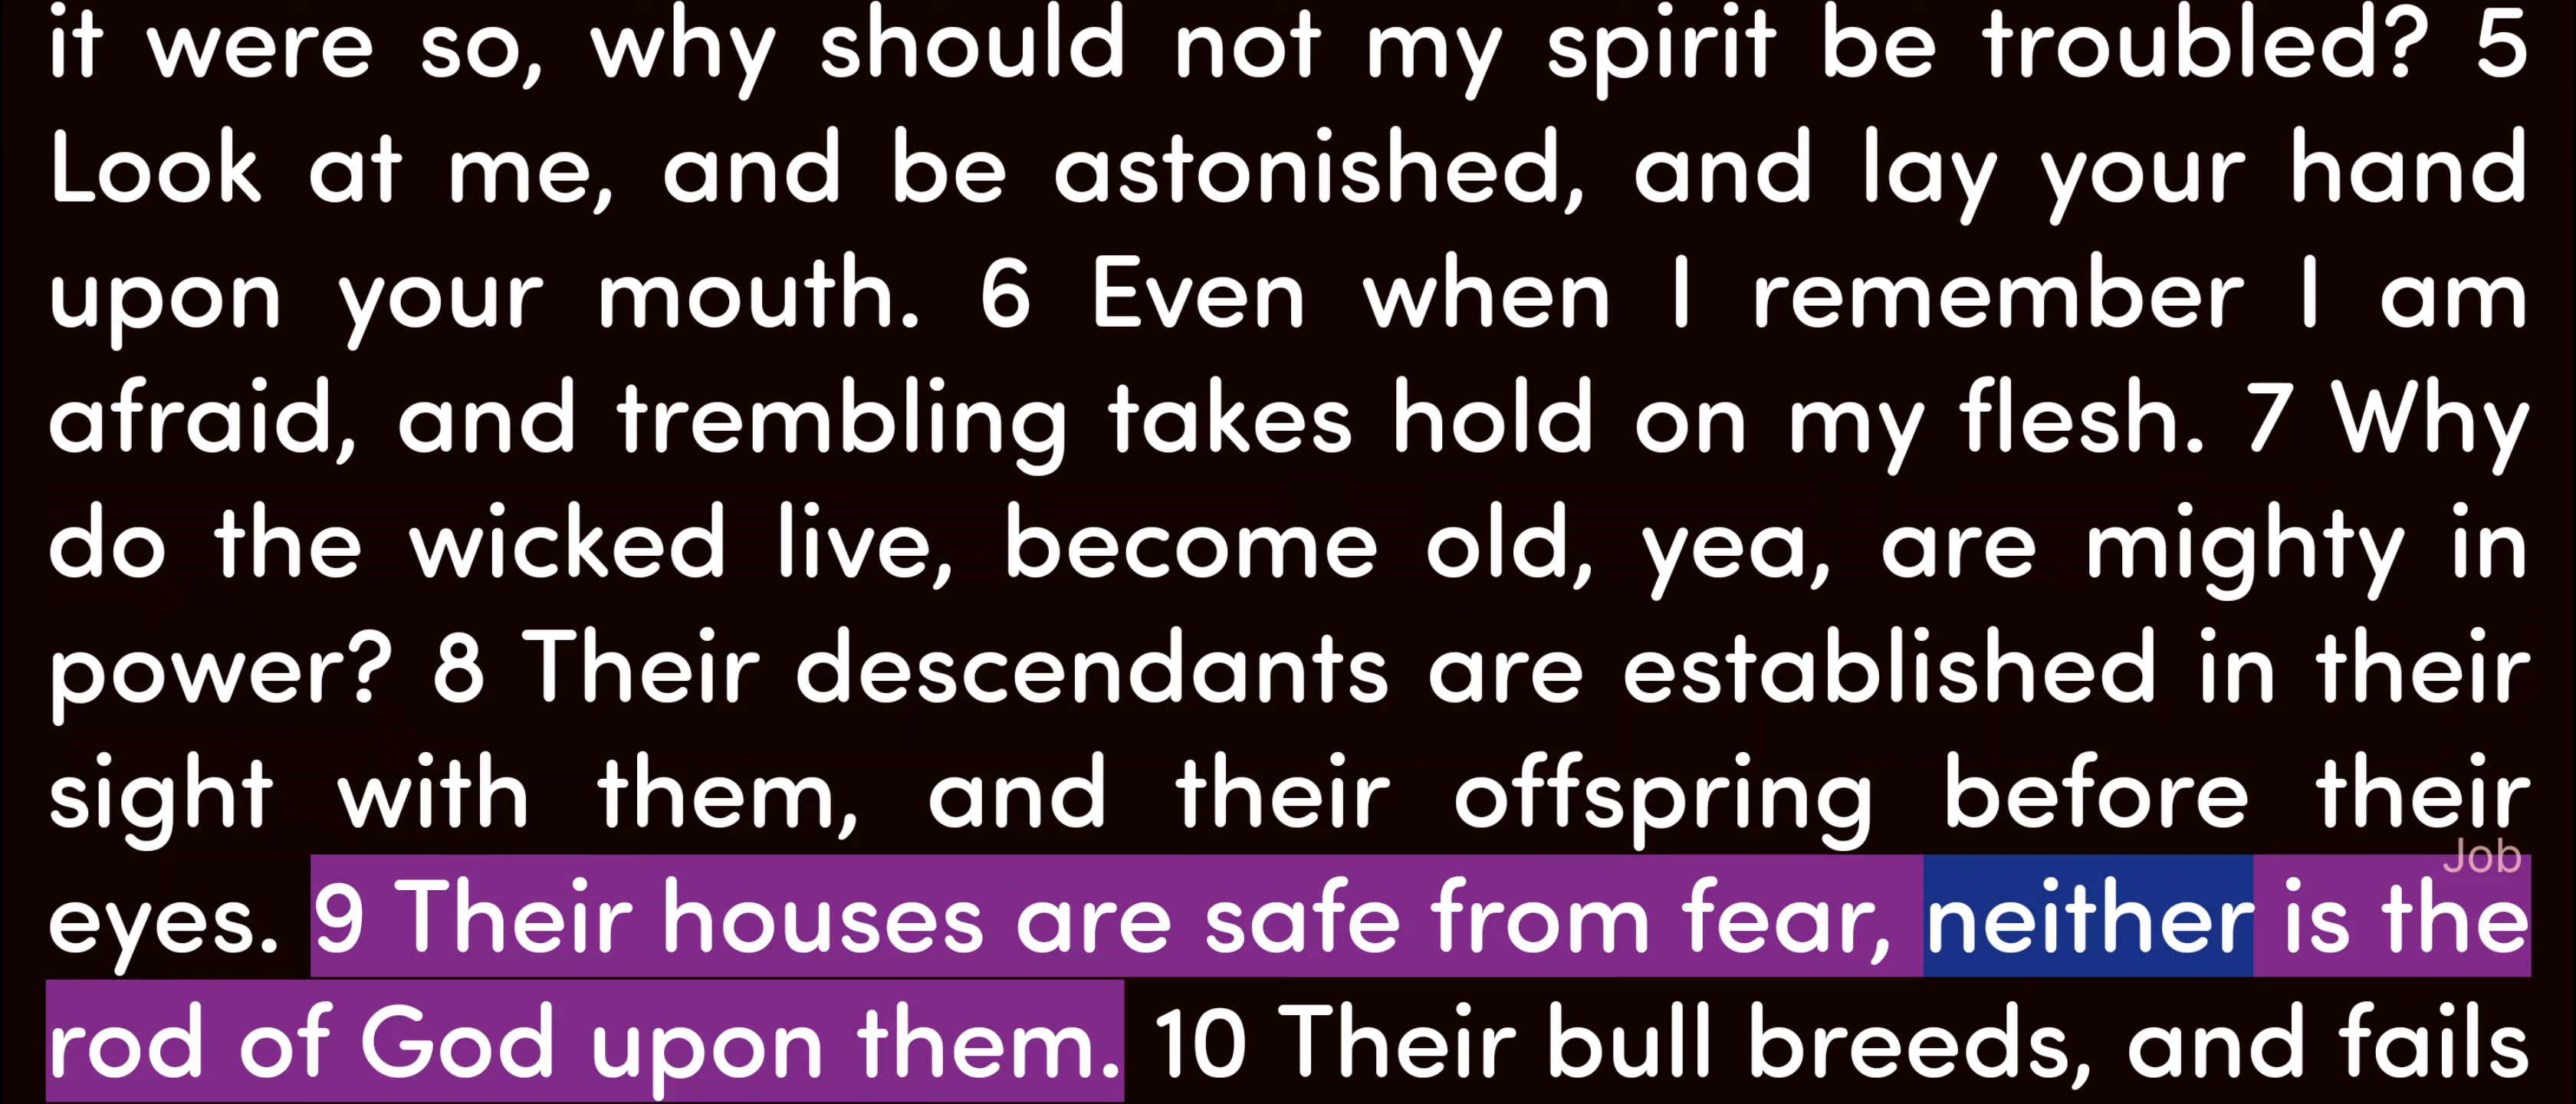 it were so, why should not my spirit be troubled? 5
Look at me, and be astonished, and lay your hand
upon your mouth. 6 Even when I remember I am
afraid, and trembling takes hold on my flesh. 7 Why
do the wicked live, become old, yea, are mighty in
power? 8 Their descendants are established in their
sight with them, and their offspring before their
Job
eyes. 9 Their houses are safe from fear, neither is the
rod of God upon them. 10 Their bull breeds, and fails